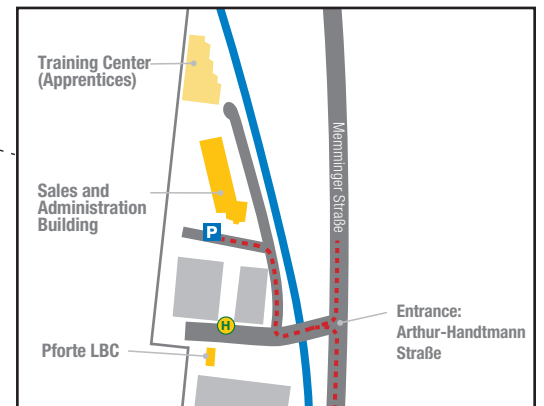 Training Center
(Apprentices)
Memminger Straße
Sales and
Administration
Building
P
H
Entrance:
Arthur-Handtmann
Straße
Pforte LBC